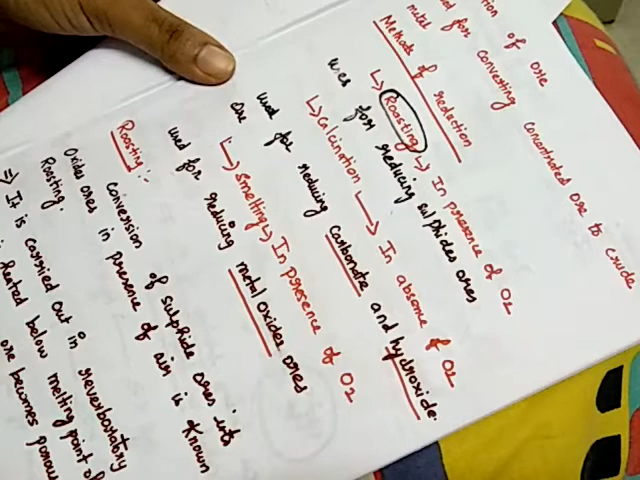 of ore
for converting concentrated ore to crude
metal
Methods of reduction
↳ Roasting → In presence of O2
Used for reducing sulphides ores
↳ Calcination → In absence of O2
used for reducing Carbonate and hydroxide
ore
↳ smelting → In presence of O2
used for reducing metal oxides ores
Roasting:-
Conversion of sulphide ores into
Oxides ores in presence of air is known
Roasting.
⇒ It is carried out in reverboratary
heated below melting point of
ore becomes porou